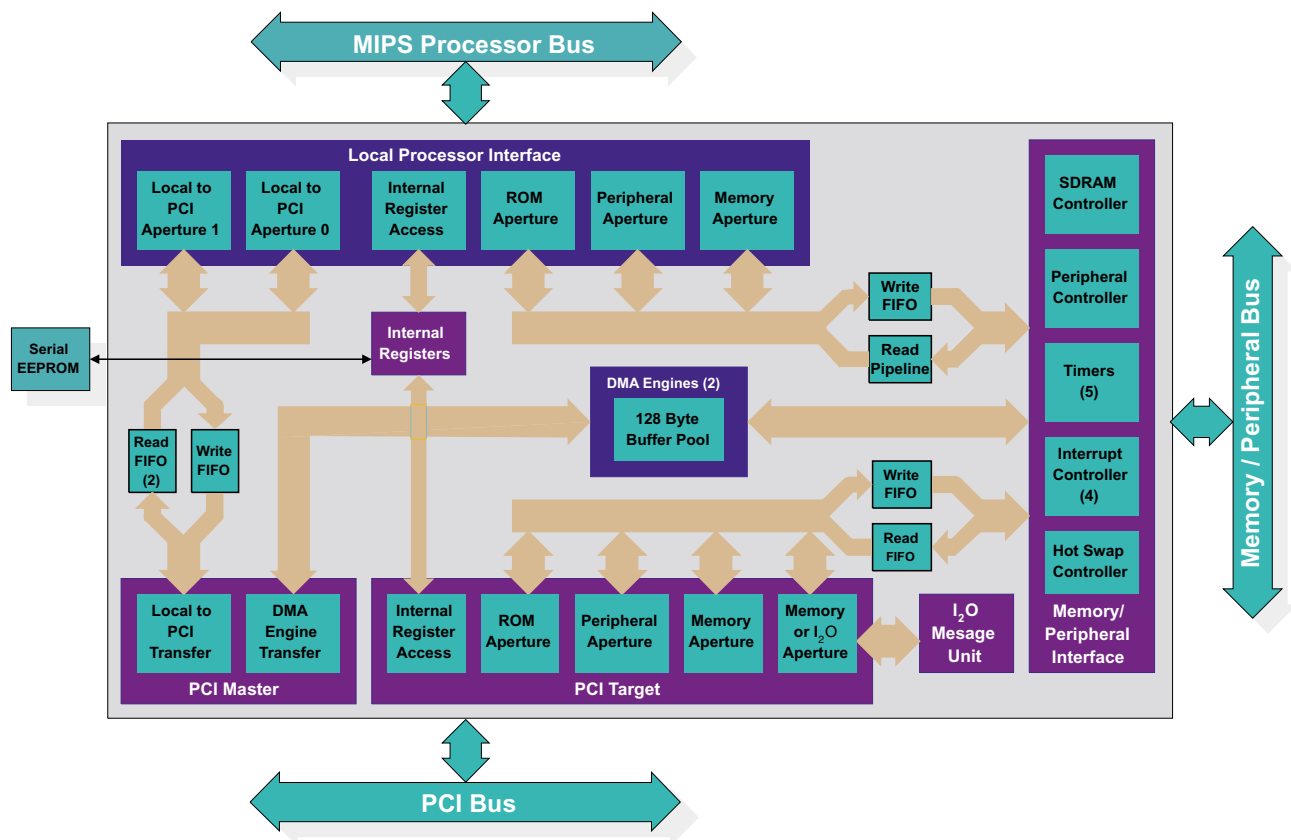 MIPS Processor Bus
Local Processor Interface
Local to
PCI
Aperture 1
Local to
PCI
Aperture 0
Internal
Register
Access
ROM
Aperture
Peripheral
Aperture
Memory
Aperture
SDRAM
Controller
Peripheral
Controller
Timers
(5)
Interrupt
Controller
(4)
Hot Swap
Controller
Memory/
Peripheral
Interface
Memory / Peripheral Bus
Write
FIFO
Read
Pipeline
Serial
EEPROM
Internal
Registers
DMA Engines (2)
128 Byte
Buffer Pool
Read
FIFO
(2)
Write
FIFO
Write
FIFO
Read
FIFO
Local to
PCI
Transfer
DMA
Engine
Transfer
PCI Master
Internal
Register
Access
ROM
Aperture
Peripheral
Aperture
Memory
Aperture
Memory
or I₂O
Aperture
PCI Target
I₂O
Mesage
Unit
PCI Bus